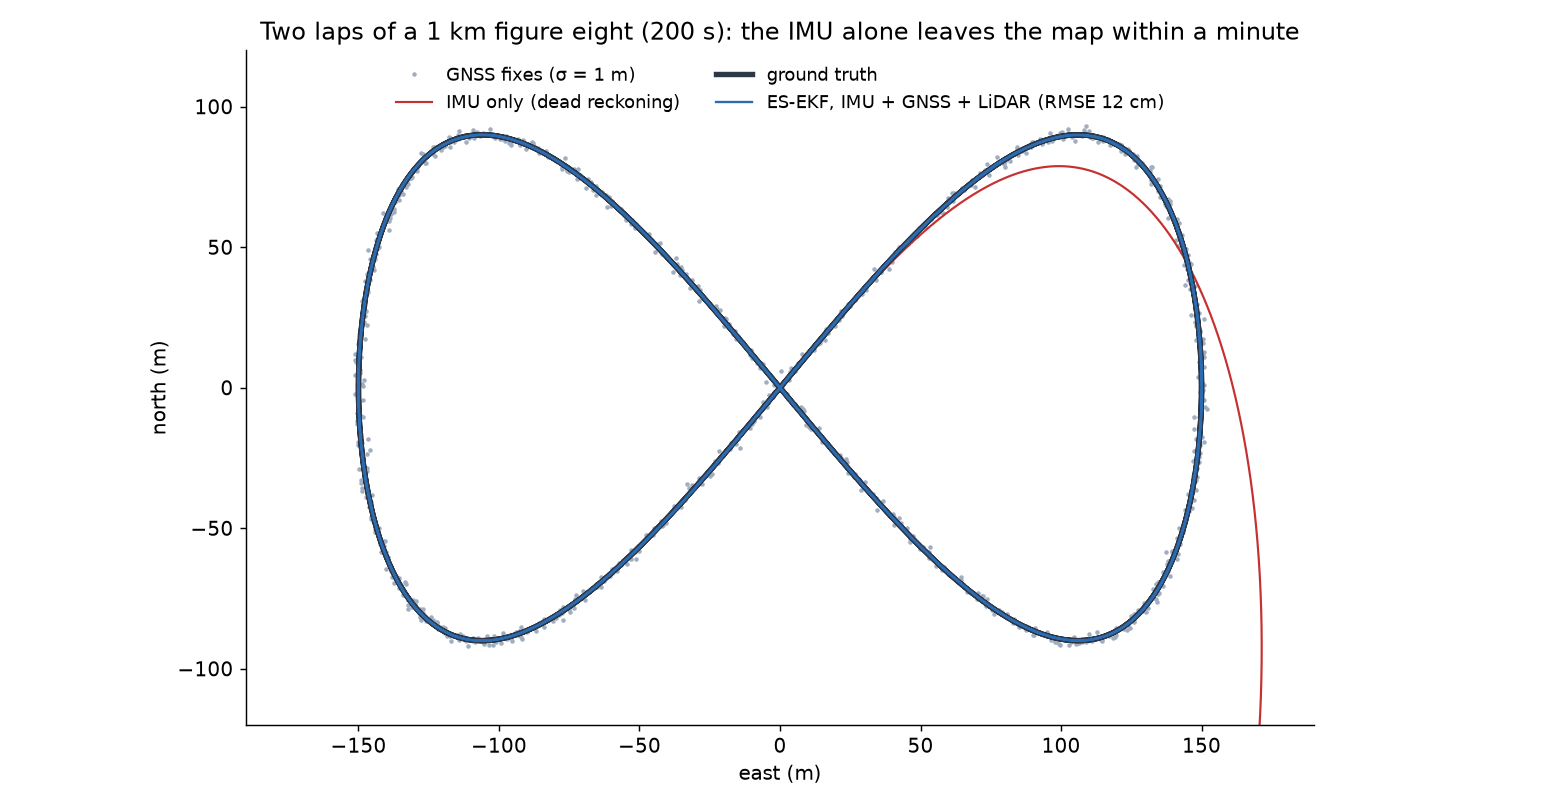 Two laps of a 1 km figure eight (200 s): the IMU alone leaves the map within a minute
GNSS fixes (σ = 1 m)
ground truth
IMU only (dead reckoning)
ES-EKF, IMU + GNSS + LiDAR (RMSE 12 cm)
100
50
0
−50
−100
north (m)
−150
−100
−50
0
50
100
150
east (m)